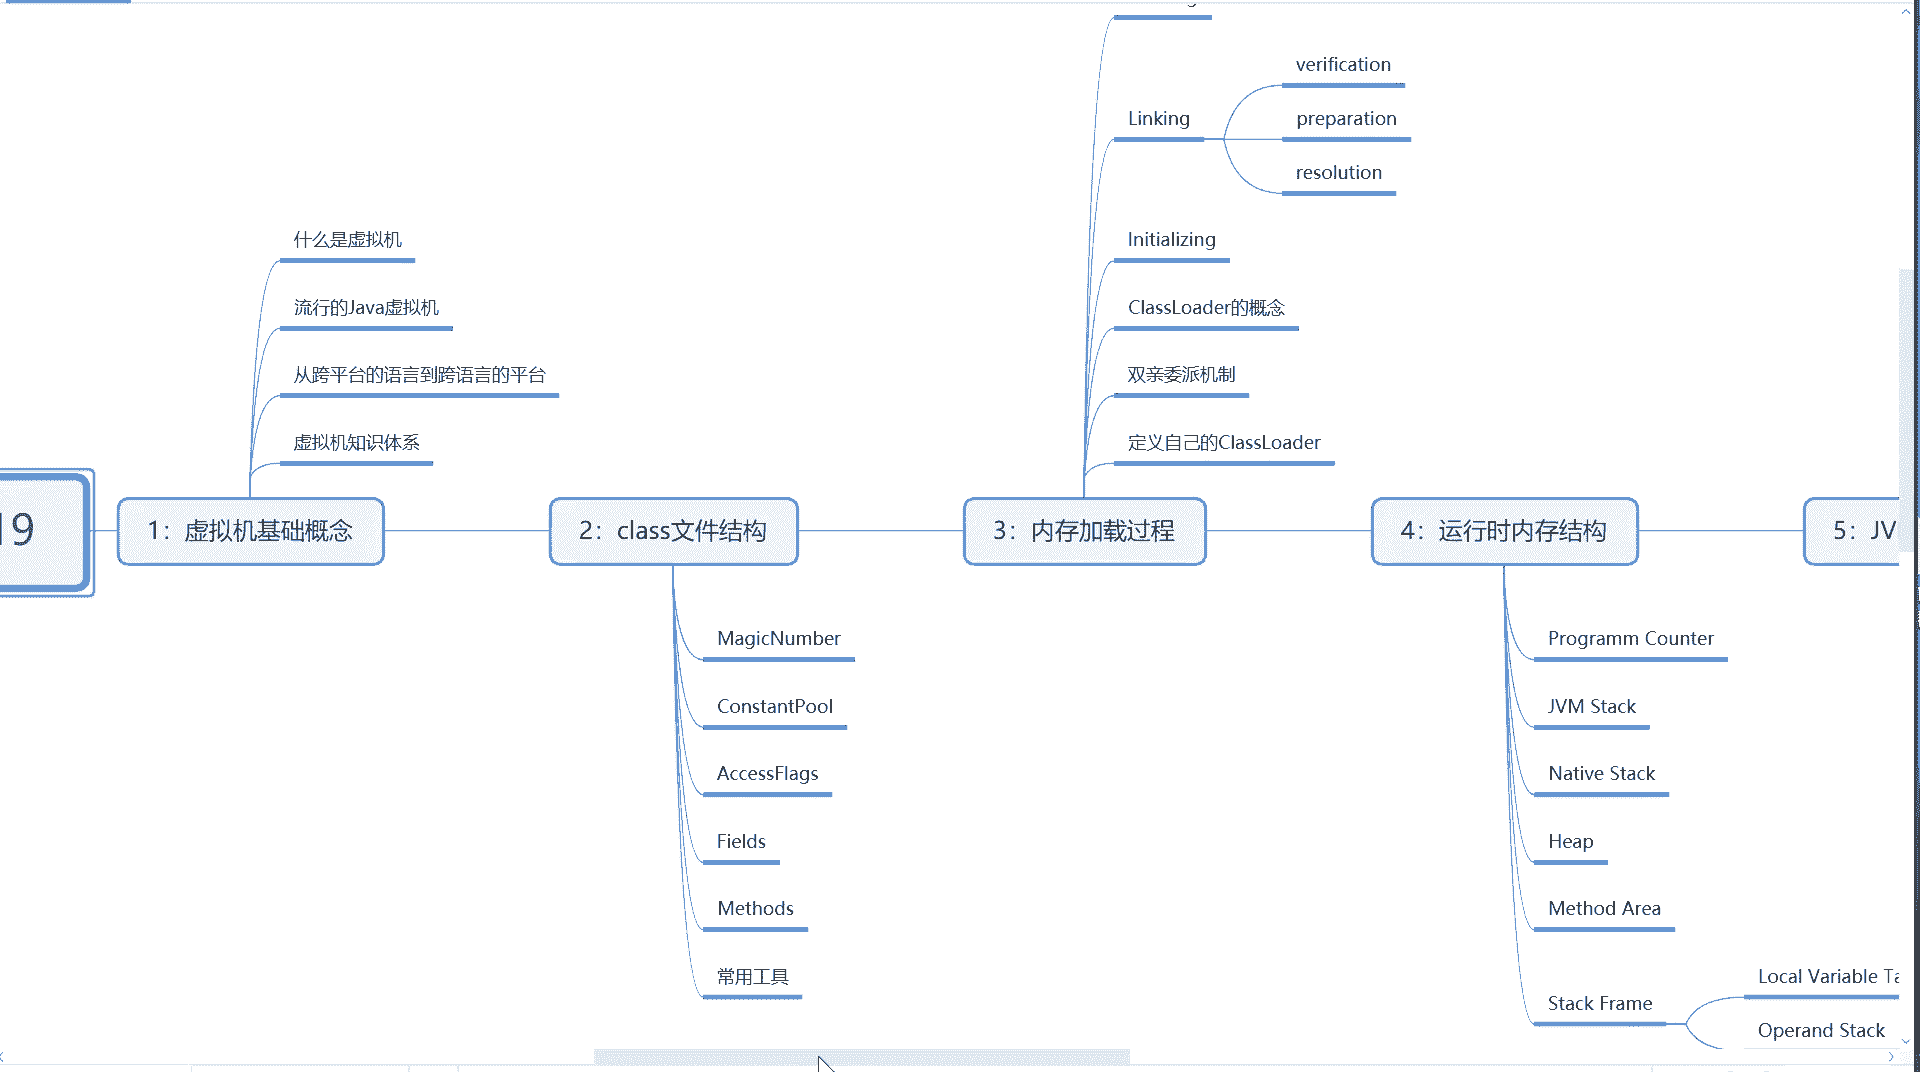 verification
Linking
preparation
resolution
什么是虚拟机
流行的Java虚拟机
从跨平台的语言到跨语言的平台
虚拟机知识体系
Initializing
ClassLoader的概念
双亲委派机制
定义自己的ClassLoader
19
1：虚拟机基础概念
2：class文件结构
3：内存加载过程
4：运行时内存结构
5：JV
MagicNumber
ConstantPool
AccessFlags
Fields
Methods
常用工具
Programm Counter
JVM Stack
Native Stack
Heap
Method Area
Stack Frame
Local Variable Ta
Operand Stack